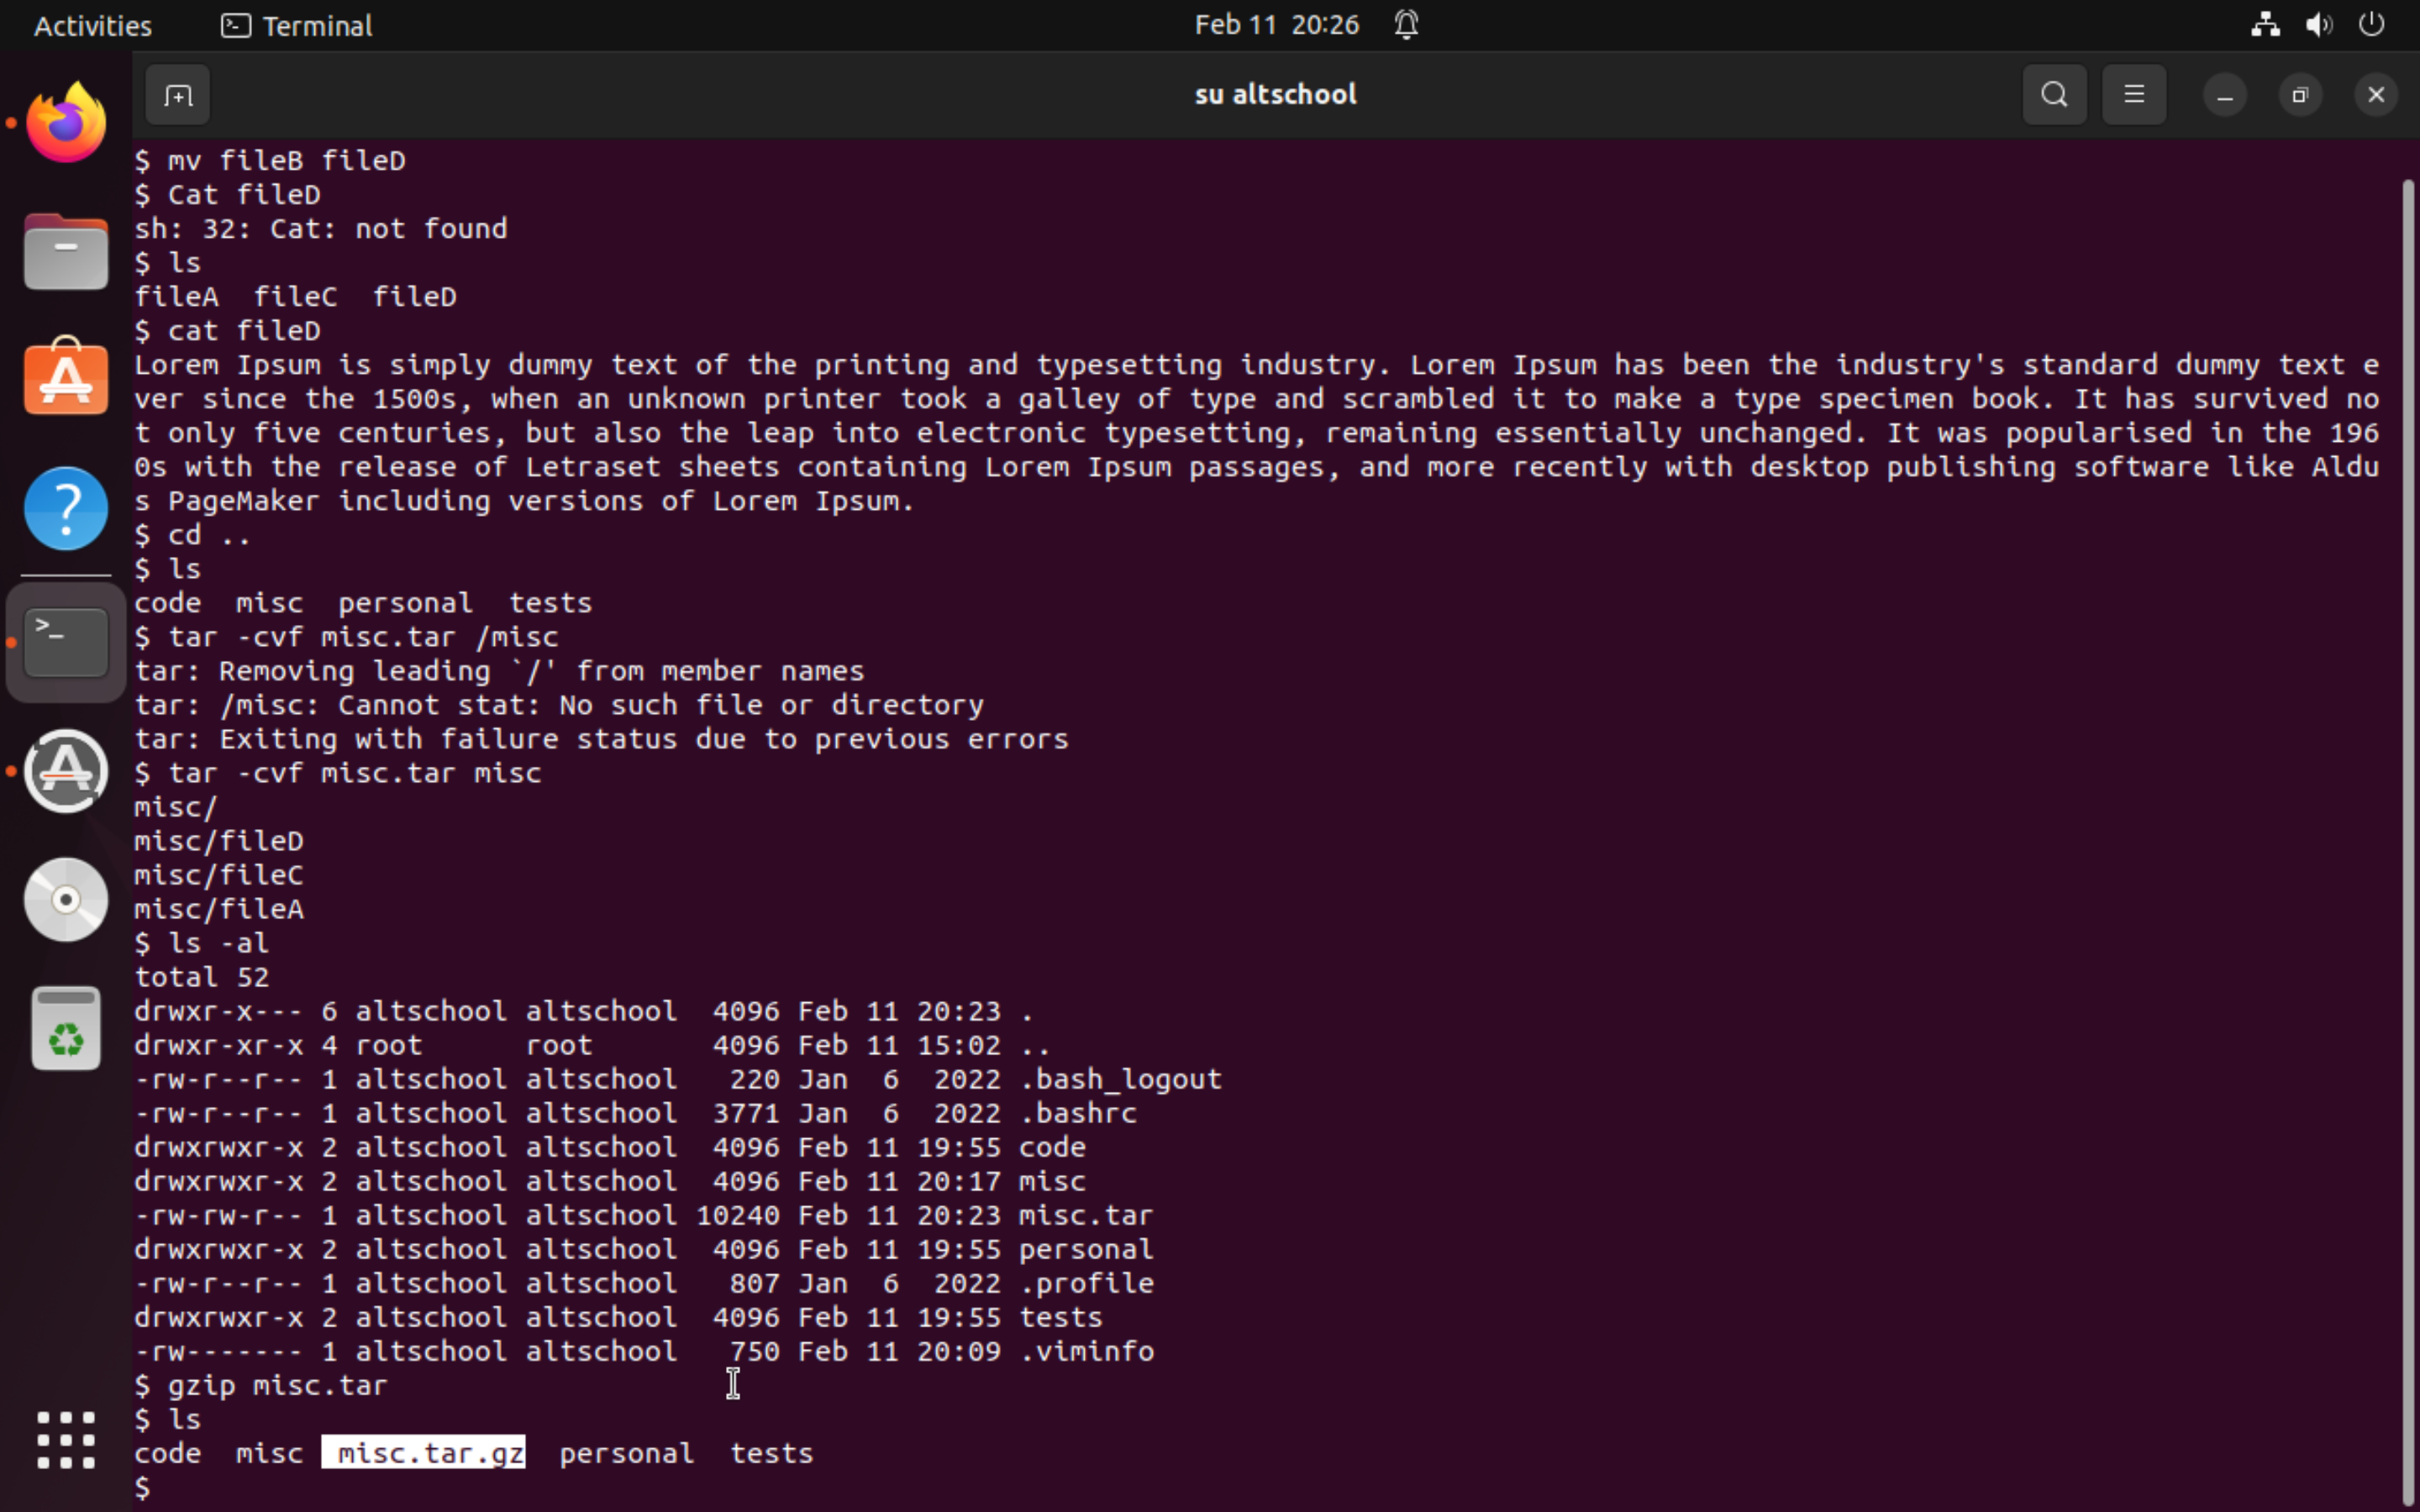 Activities Terminal Feb 11 20:26
su altschool
$ mv fileB fileD
$ Cat fileD
sh: 32: Cat: not found
$ ls
fileA  fileC  fileD
$ cat fileD
Lorem Ipsum is simply dummy text of the printing and typesetting industry. Lorem Ipsum has been the industry's standard dummy text e
ver since the 1500s, when an unknown printer took a galley of type and scrambled it to make a type specimen book. It has survived no
t only five centuries, but also the leap into electronic typesetting, remaining essentially unchanged. It was popularised in the 196
0s with the release of Letraset sheets containing Lorem Ipsum passages, and more recently with desktop publishing software like Aldu
s PageMaker including versions of Lorem Ipsum.
$ cd ..
$ ls
code  misc  personal  tests
$ tar -cvf misc.tar /misc
tar: Removing leading `/' from member names
tar: /misc: Cannot stat: No such file or directory
tar: Exiting with failure status due to previous errors
$ tar -cvf misc.tar misc
misc/
misc/fileD
misc/fileC
misc/fileA
$ ls -al
total 52
drwxr-x--- 6 altschool altschool  4096 Feb 11 20:23 .
drwxr-xr-x 4 root      root       4096 Feb 11 15:02 ..
-rw-r--r-- 1 altschool altschool   220 Jan  6  2022 .bash_logout
-rw-r--r-- 1 altschool altschool  3771 Jan  6  2022 .bashrc
drwxrwxr-x 2 altschool altschool  4096 Feb 11 19:55 code
drwxrwxr-x 2 altschool altschool  4096 Feb 11 20:17 misc
-rw-rw-r-- 1 altschool altschool 10240 Feb 11 20:23 misc.tar
drwxrwxr-x 2 altschool altschool  4096 Feb 11 19:55 personal
-rw-r--r-- 1 altschool altschool   807 Jan  6  2022 .profile
drwxrwxr-x 2 altschool altschool  4096 Feb 11 19:55 tests
-rw------- 1 altschool altschool   750 Feb 11 20:09 .viminfo
$ gzip misc.tar
$ ls
code  misc  misc.tar.gz  personal  tests
$